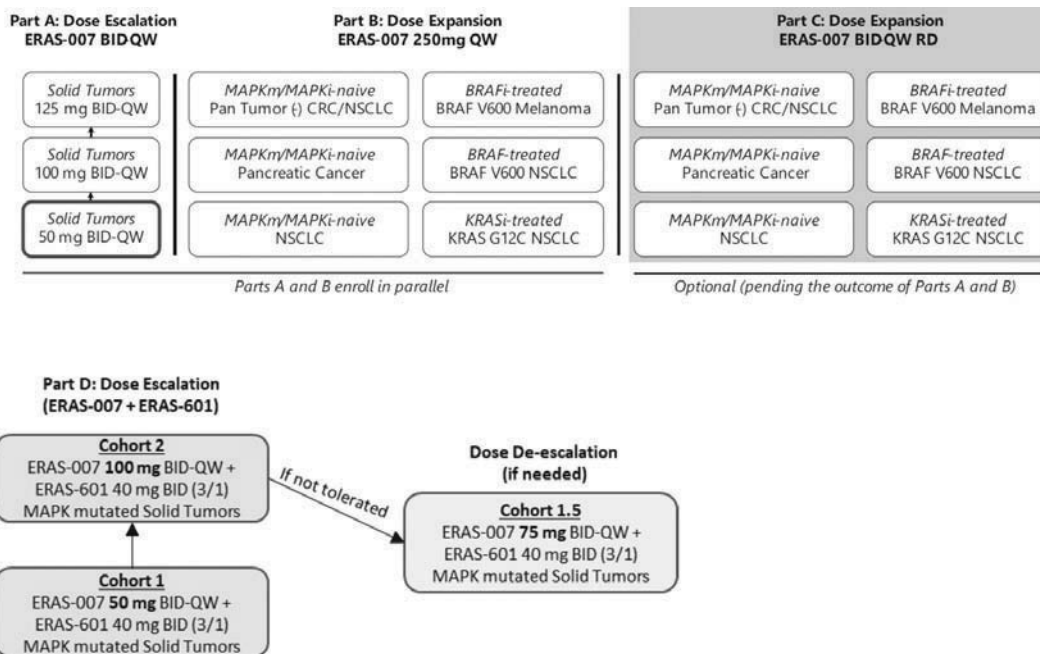 Part A: Dose Escalation
ERAS-007 BID-QW
Solid Tumors
125 mg BID-QW
Solid Tumors
100 mg BID-QW
Solid Tumors
50 mg BID-QW
Part B: Dose Expansion
ERAS-007 250mg QW
MAPKm/MAPKi-naive
Pan Tumor (-) CRC/NSCLC
BRAFi-treated
BRAF V600 Melanoma
MAPKm/MAPKi-naive
Pancreatic Cancer
BRAF-treated
BRAF V600 NSCLC
MAPKm/MAPKi-naive
NSCLC
KRASi-treated
KRAS G12C NSCLC
Parts A and B enroll in parallel
Part C: Dose Expansion
ERAS-007 BID-QW RD
MAPKm/MAPKi-naive
Pan Tumor (-) CRC/NSCLC
BRAFi-treated
BRAF V600 Melanoma
MAPKm/MAPKi-naive
Pancreatic Cancer
BRAF-treated
BRAF V600 NSCLC
MAPKm/MAPKi-naive
NSCLC
KRASi-treated
KRAS G12C NSCLC
Optional (pending the outcome of Parts A and B)
Part D: Dose Escalation
(ERAS-007 + ERAS-601)
Cohort 2
ERAS-007 100 mg BID-QW +
ERAS-601 40 mg BID (3/1)
MAPK mutated Solid Tumors
Cohort 1
ERAS-007 50 mg BID-QW +
ERAS-601 40 mg BID (3/1)
MAPK mutated Solid Tumors
If not tolerated
Dose De-escalation
(if needed)
Cohort 1.5
ERAS-007 75 mg BID-QW +
ERAS-601 40 mg BID (3/1)
MAPK mutated Solid Tumors